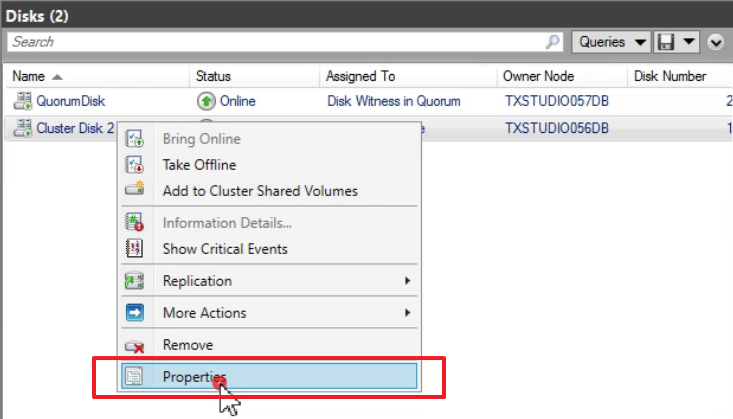 Disks (2)
Search Queries
Name Status Assigned To Owner Node Disk Number
QuorumDisk Online Disk Witness in Quorum TXSTUDIO057DB 2
Cluster Disk 2 TXSTUDIO056DB 1
Bring Online
Take Offline
Add to Cluster Shared Volumes
Information Details...
Show Critical Events
Replication
More Actions
Remove
Properties